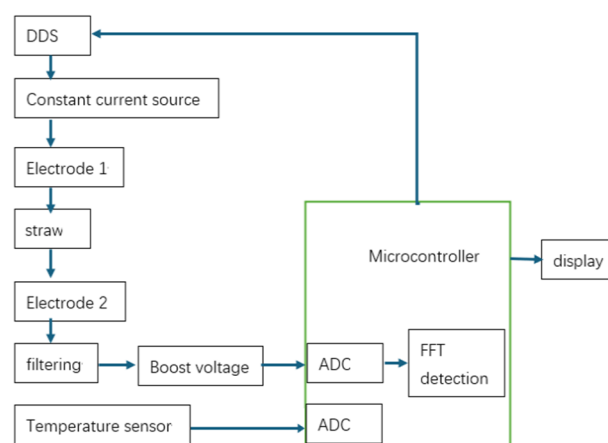 DDS
Constant current source
Electrode 1
straw
Electrode 2
filtering
Boost voltage
ADC
FFT
detection
Microcontroller
display
Temperature sensor
ADC